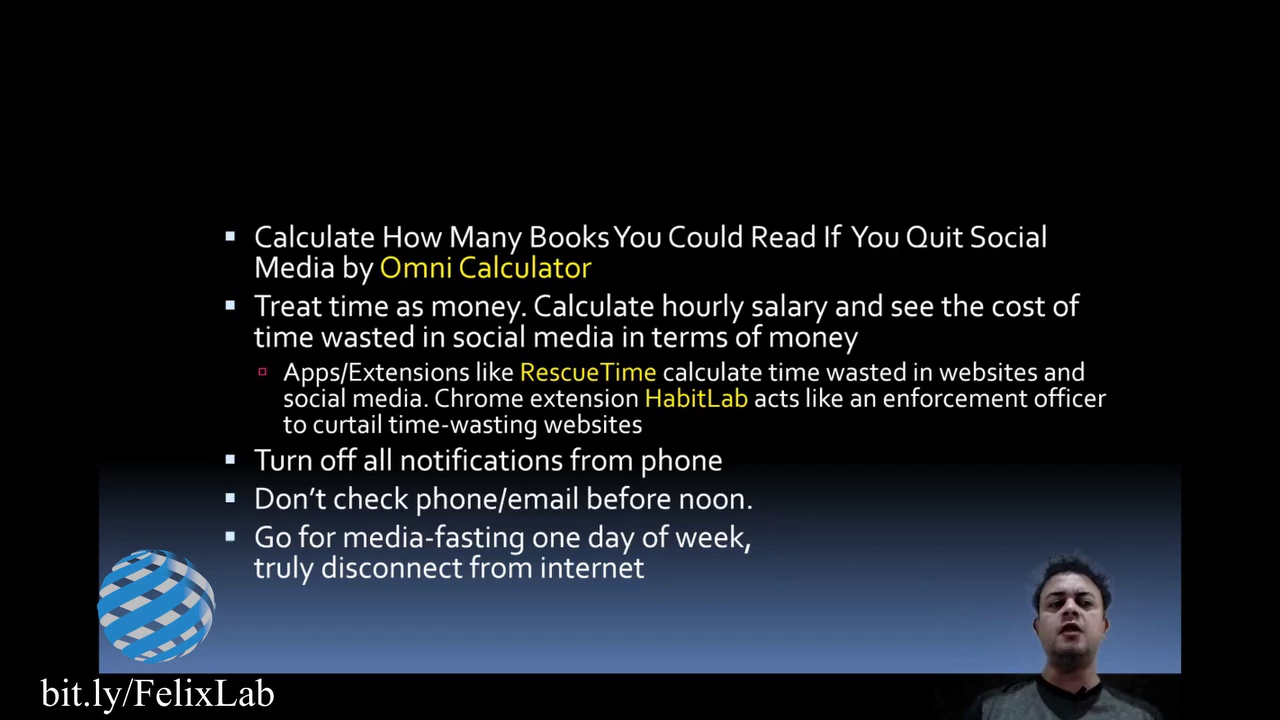 Calculate How Many Books You Could Read If You Quit Social
Media by Omni Calculator
Treat time as money. Calculate hourly salary and see the cost of
time wasted in social media in terms of money
Apps/Extensions like RescueTime calculate time wasted in websites and
social media. Chrome extension HabitLab acts like an enforcement officer
to curtail time-wasting websites
Turn off all notifications from phone
Don't check phone/email before noon.
Go for media-fasting one day of week,
truly disconnect from internet
bit.ly/FelixLab